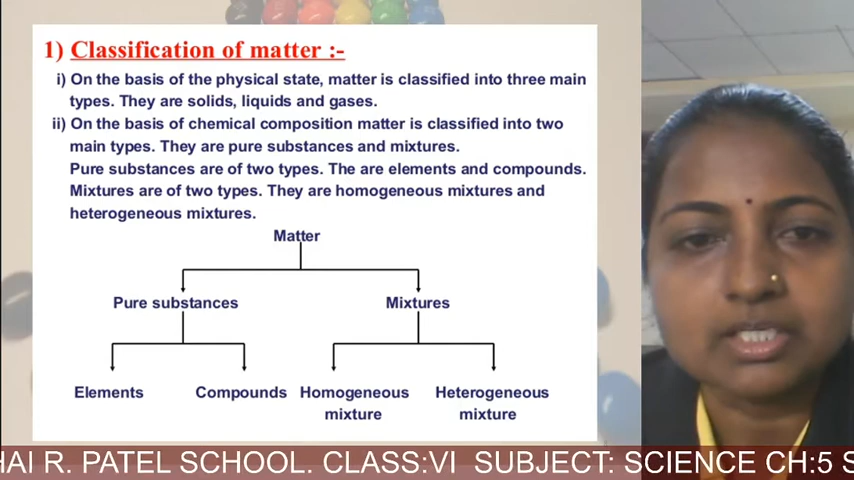 1) Classification of matter :-
i) On the basis of the physical state, matter is classified into three main
types. They are solids, liquids and gases.
ii) On the basis of chemical composition matter is classified into two
main types. They are pure substances and mixtures.
Pure substances are of two types. The are elements and compounds.
Mixtures are of two types. They are homogeneous mixtures and
heterogeneous mixtures.
Matter
Pure substances Mixtures
Elements Compounds Homogeneous mixture Heterogeneous mixture
HAI R. PATEL SCHOOL. CLASS:VI SUBJECT: SCIENCE CH:5 S